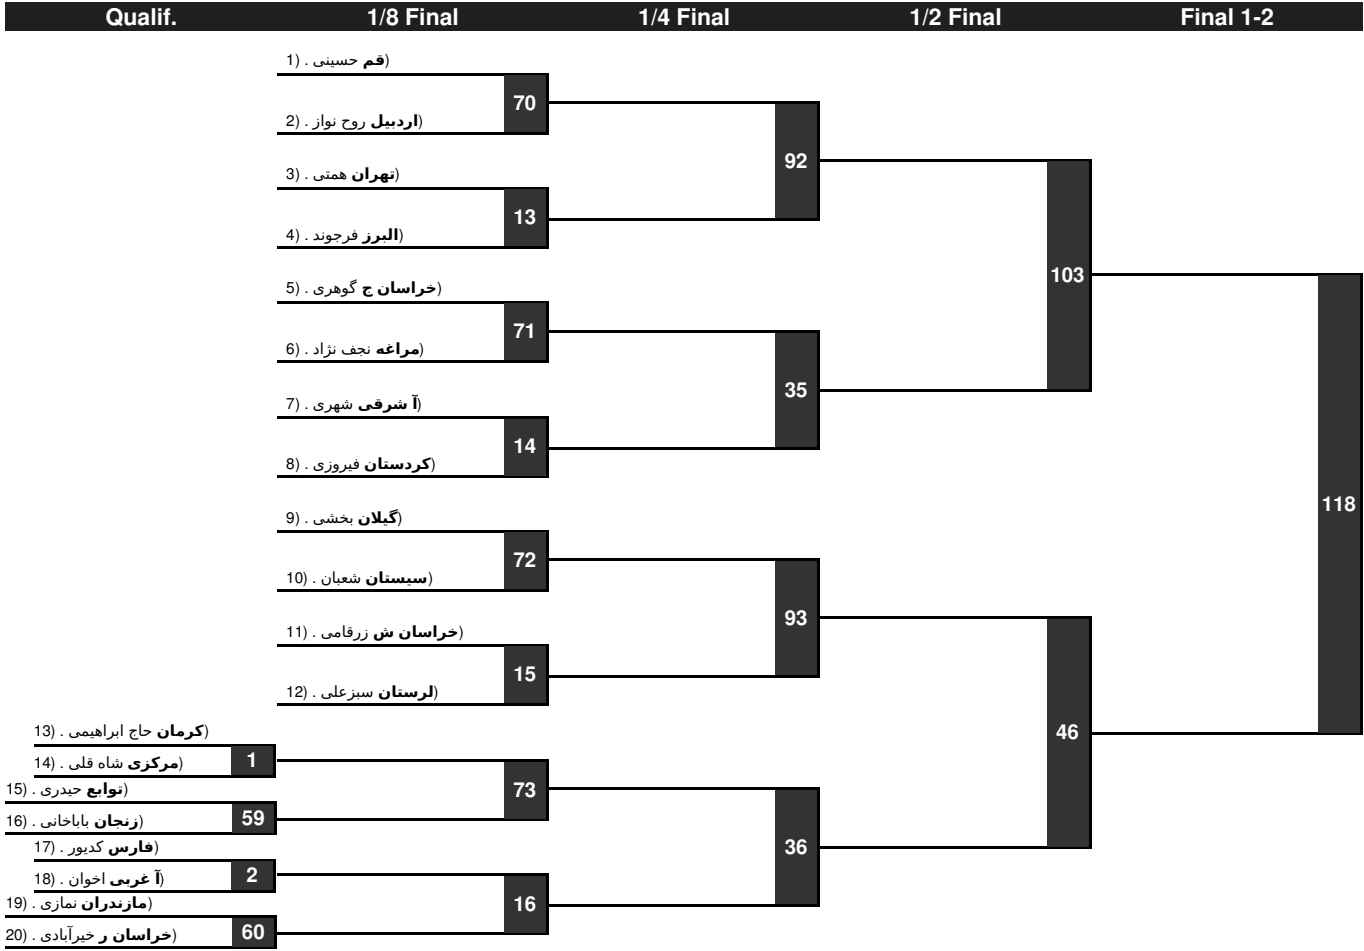 Qualif. 1/8 Final 1/4 Final 1/2 Final Final 1-2
1) . حسینی قم)
70
2) . روح نواز اردبیل)
92
3) . همتی تهران)
13
4) . فرجوند البرز)
103
5) . گوهری خراسان ج)
71
6) . نجف نژاد مراغه)
35
7) . شهری آ شرقی)
14
8) . فیروزی کردستان)
118
9) . بخشی گیلان)
72
10) . شعبان سیستان)
93
11) . زرقامی خراسان ش)
15
12) . سبزعلی لرستان)
46
13) . حاج ابراهیمی کرمان)
1
14) . شاه قلی مرکزی)
73
15) . حیدری توابع)
59
16) . باباخانی زنجان)
36
17) . کدیور فارس)
2
18) . اخوان آ غربی)
16
19) . نمازی مازندران)
60
20) . خیرآبادی خراسان ر)